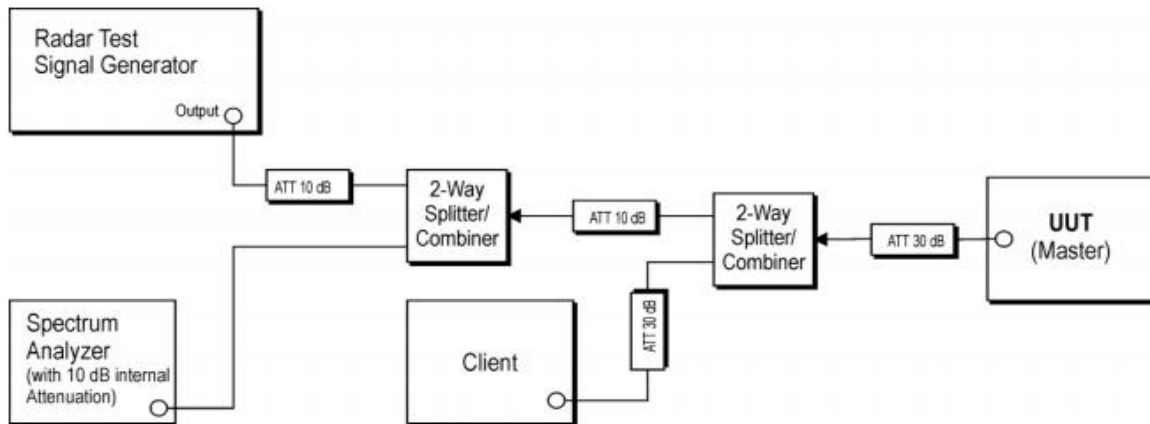 Radar Test
Signal Generator
Output
ATT 10 dB
2-Way
Splitter/
Combiner
ATT 10 dB
2-Way
Splitter/
Combiner
ATT 30 dB
UUT
(Master)
ATT 30 dB
Spectrum
Analyzer
(with 10 dB internal
Attenuation)
Client